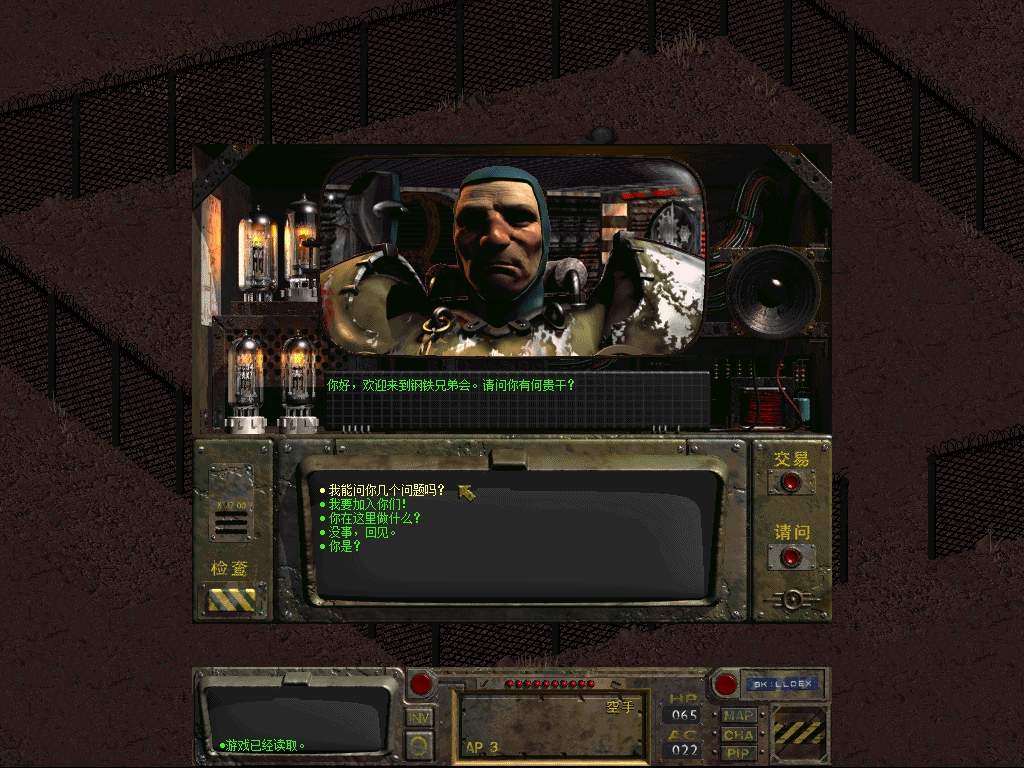 你好，欢迎来到钢铁兄弟会。请问你有何贵干？
交易
我能问你几个问题吗？
我要加入你们！
你在这里做什么？
没事，回见。
你是？
请问
检查
SKILLDEX
空手
HP
065
INV
MAP
AC
CHA
022
AP 3
PIP
游戏已经读取。